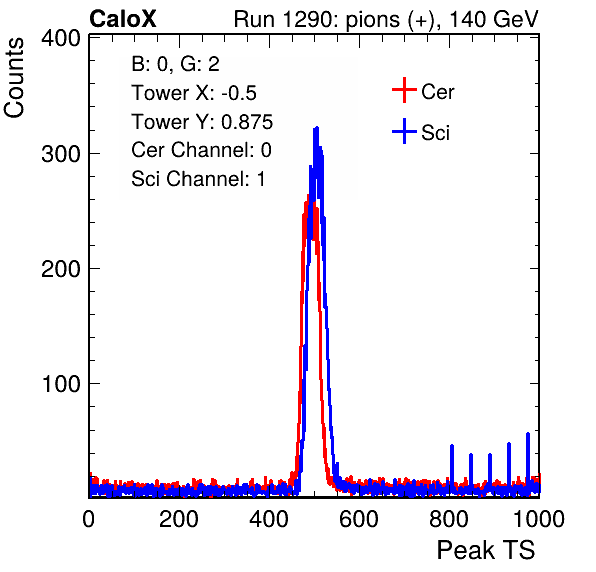 CaloX Run 1290: pions (+), 140 GeV
400
Counts
B: 0, G: 2
Tower X: -0.5
Tower Y: 0.875
Cer Channel: 0
Sci Channel: 1
Cer
Sci
300
200
100
0 200 400 600 800 1000
Peak TS